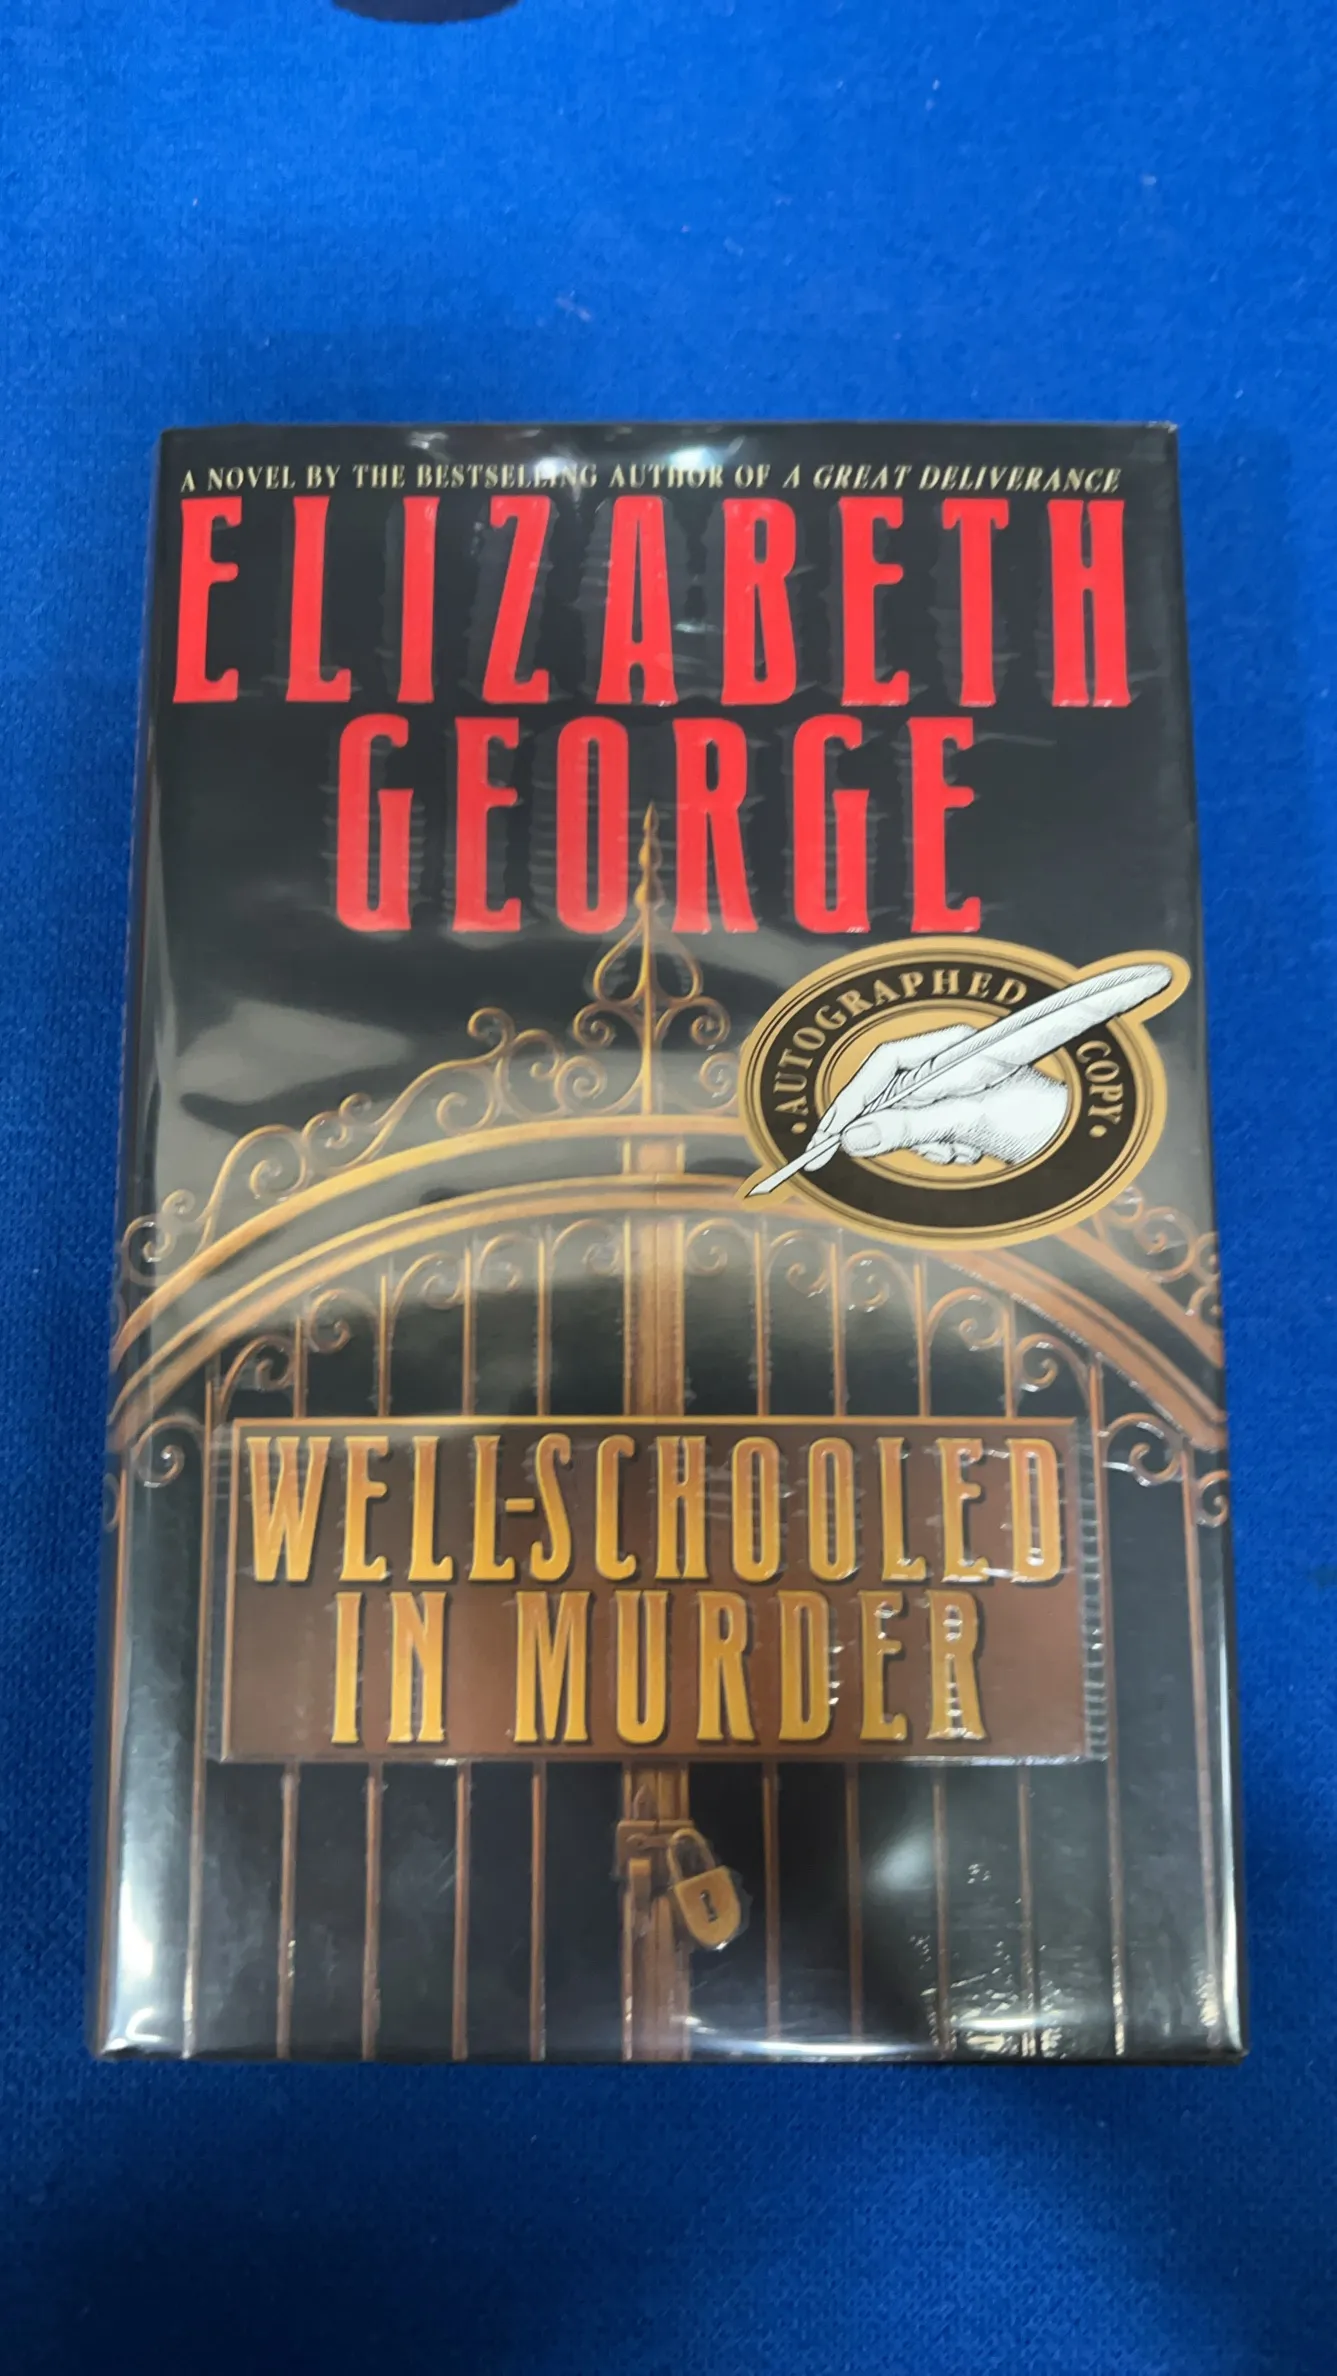 A NOVEL BY THE BESTSELLING AUTHOR OF A GREAT DELIVERANCE
ELIZABETH
GEORGE
• AUTOGRAPHED COPY •
WELL-SCHOOLED
IN MURDER